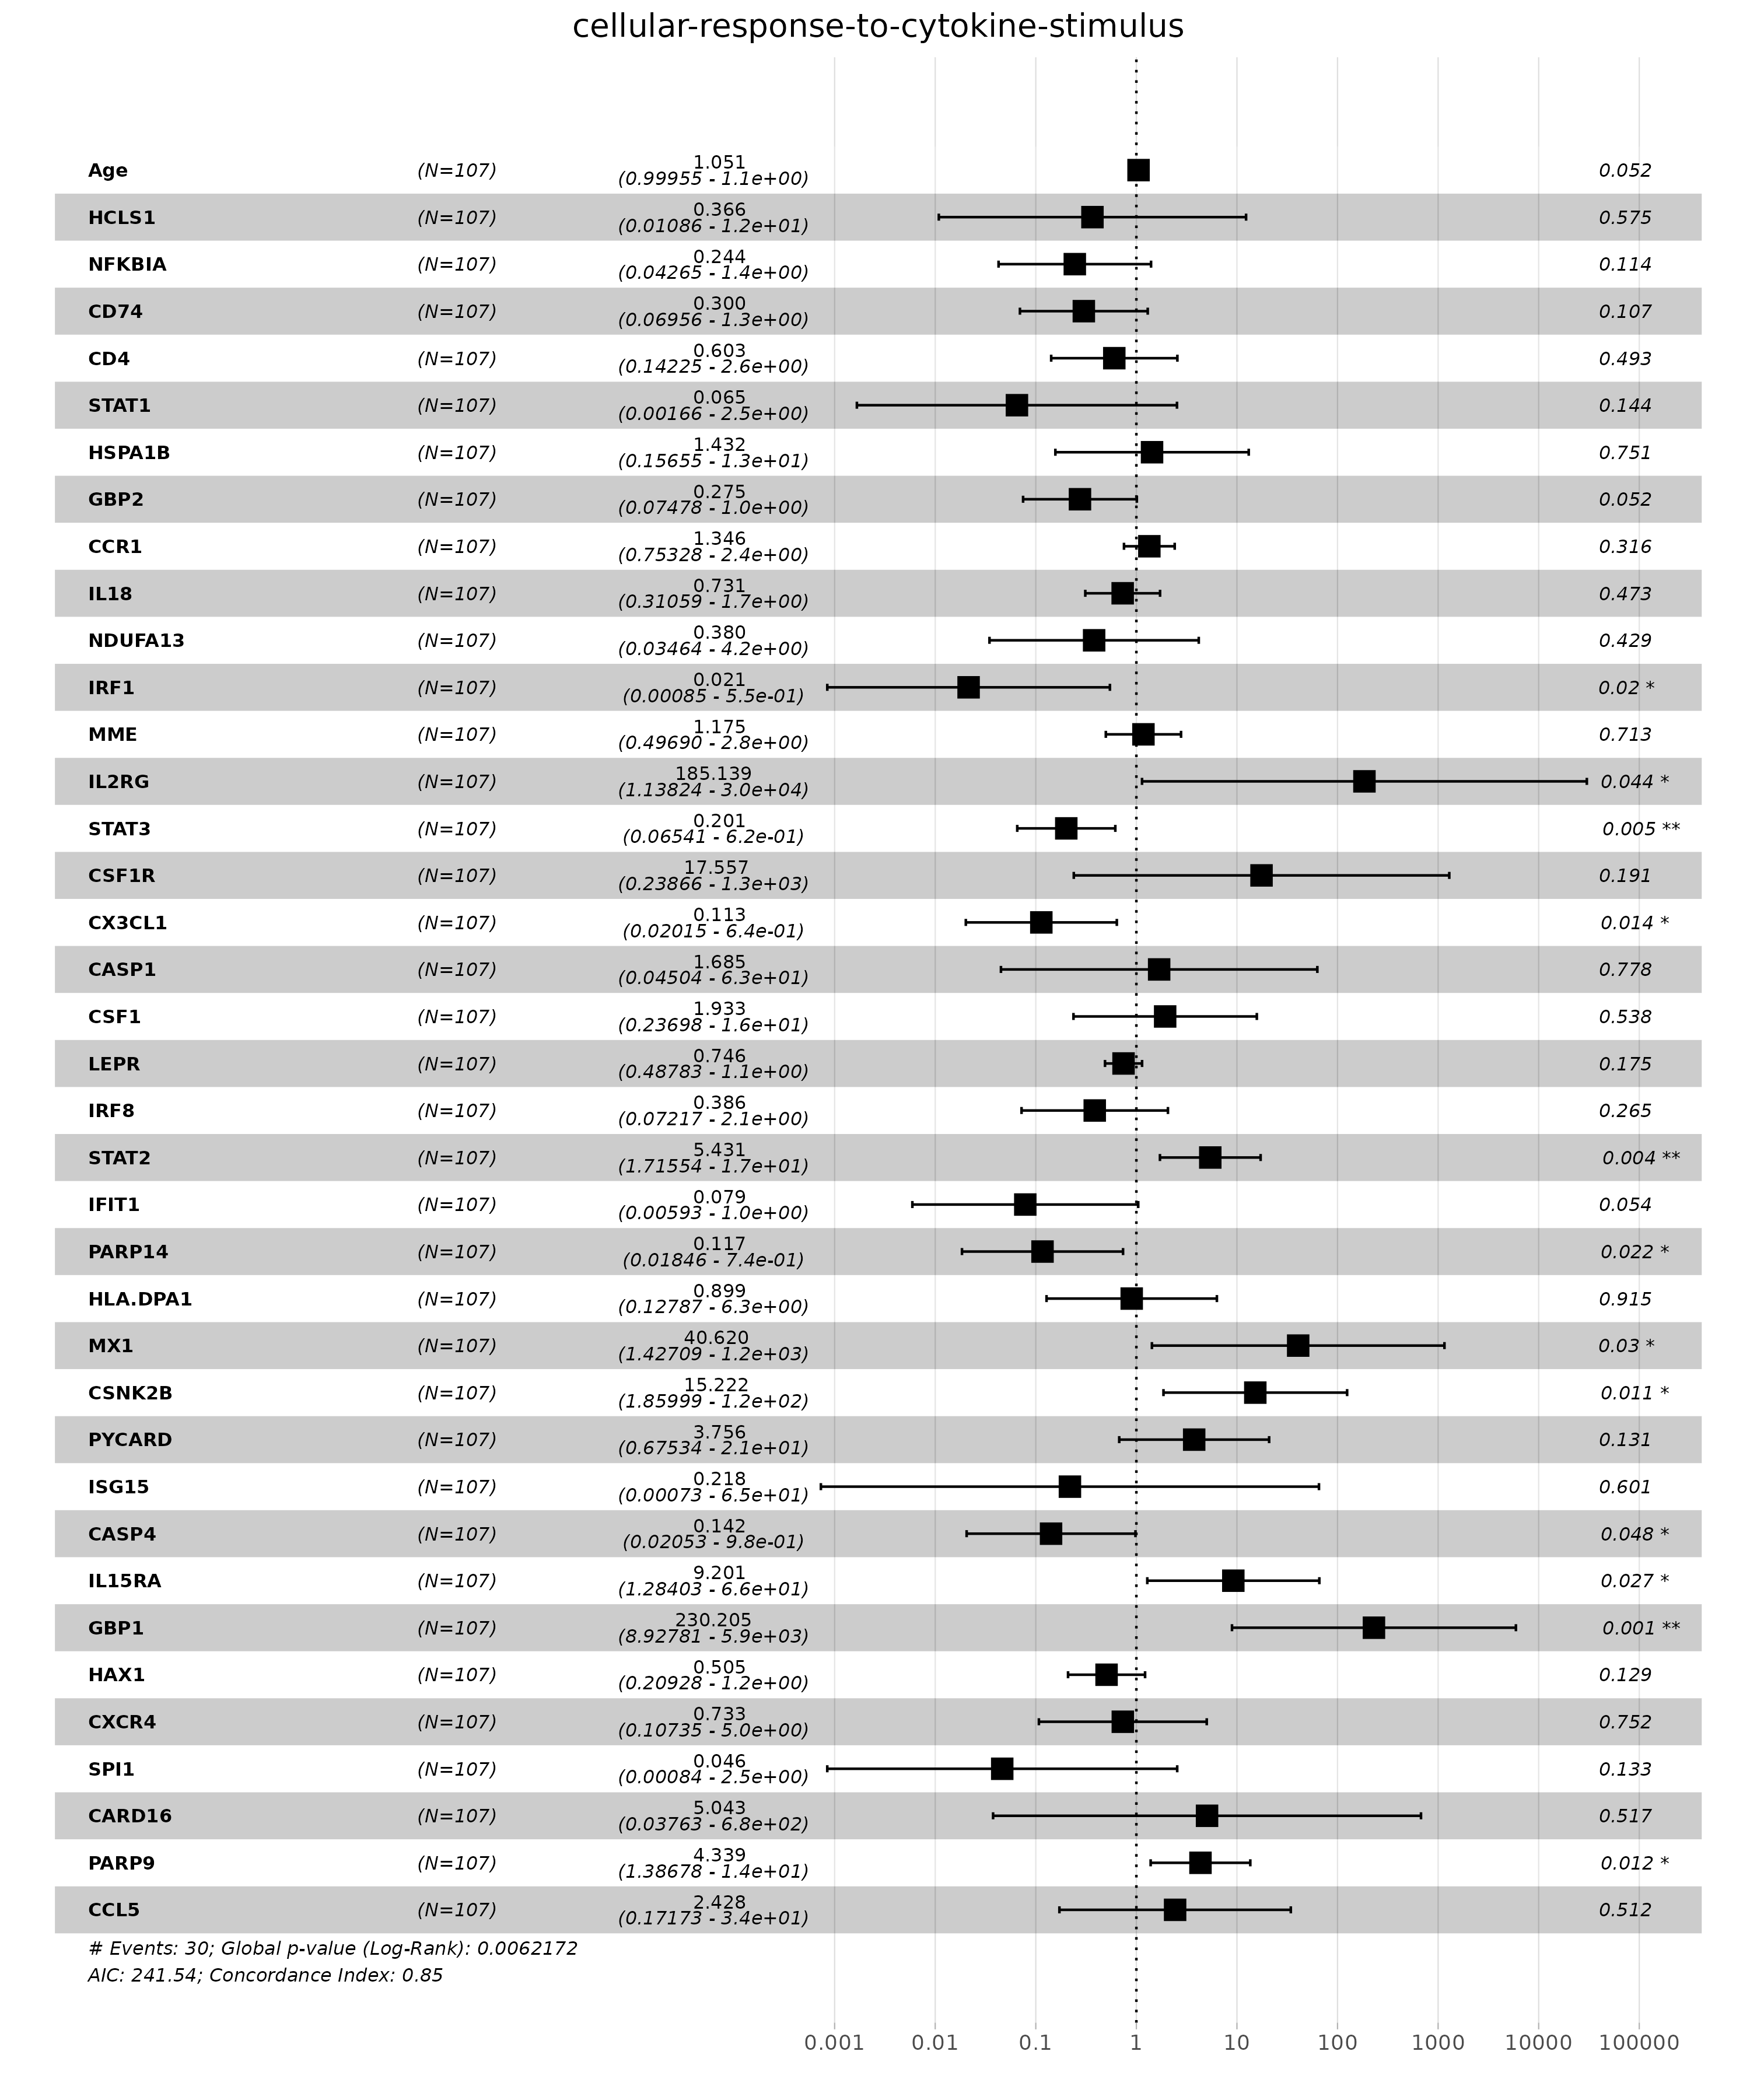 cellular-response-to-cytokine-stimulus
Age (N=107) 1.051 (0.99955 - 1.1e+00) 0.052
HCLS1 (N=107) 0.366 (0.01086 - 1.2e+01) 0.575
NFKBIA (N=107) 0.244 (0.04265 - 1.4e+00) 0.114
CD74 (N=107) 0.300 (0.06956 - 1.3e+00) 0.107
CD4 (N=107) 0.603 (0.14225 - 2.6e+00) 0.493
STAT1 (N=107) 0.065 (0.00166 - 2.5e+00) 0.144
HSPA1B (N=107) 1.432 (0.15655 - 1.3e+01) 0.751
GBP2 (N=107) 0.275 (0.07478 - 1.0e+00) 0.052
CCR1 (N=107) 1.346 (0.75328 - 2.4e+00) 0.316
IL18 (N=107) 0.731 (0.31059 - 1.7e+00) 0.473
NDUFA13 (N=107) 0.380 (0.03464 - 4.2e+00) 0.429
IRF1 (N=107) 0.021 (0.00085 - 5.5e-01) 0.02 *
MME (N=107) 1.175 (0.49690 - 2.8e+00) 0.713
IL2RG (N=107) 185.139 (1.13824 - 3.0e+04) 0.044 *
STAT3 (N=107) 0.201 (0.06541 - 6.2e-01) 0.005 **
CSF1R (N=107) 17.557 (0.23866 - 1.3e+03) 0.191
CX3CL1 (N=107) 0.113 (0.02015 - 6.4e-01) 0.014 *
CASP1 (N=107) 1.685 (0.04504 - 6.3e+01) 0.778
CSF1 (N=107) 1.933 (0.23698 - 1.6e+01) 0.538
LEPR (N=107) 0.746 (0.48783 - 1.1e+00) 0.175
IRF8 (N=107) 0.386 (0.07217 - 2.1e+00) 0.265
STAT2 (N=107) 5.431 (1.71554 - 1.7e+01) 0.004 **
IFIT1 (N=107) 0.079 (0.00593 - 1.0e+00) 0.054
PARP14 (N=107) 0.117 (0.01846 - 7.4e-01) 0.022 *
HLA.DPA1 (N=107) 0.899 (0.12787 - 6.3e+00) 0.915
MX1 (N=107) 40.620 (1.42709 - 1.2e+03) 0.03 *
CSNK2B (N=107) 15.222 (1.85999 - 1.2e+02) 0.011 *
PYCARD (N=107) 3.756 (0.67534 - 2.1e+01) 0.131
ISG15 (N=107) 0.218 (0.00073 - 6.5e+01) 0.601
CASP4 (N=107) 0.142 (0.02053 - 9.8e-01) 0.048 *
IL15RA (N=107) 9.201 (1.28403 - 6.6e+01) 0.027 *
GBP1 (N=107) 230.205 (8.92781 - 5.9e+03) 0.001 **
HAX1 (N=107) 0.505 (0.20928 - 1.2e+00) 0.129
CXCR4 (N=107) 0.733 (0.10735 - 5.0e+00) 0.752
SPI1 (N=107) 0.046 (0.00084 - 2.5e+00) 0.133
CARD16 (N=107) 5.043 (0.03763 - 6.8e+02) 0.517
PARP9 (N=107) 4.339 (1.38678 - 1.4e+01) 0.012 *
CCL5 (N=107) 2.428 (0.17173 - 3.4e+01) 0.512
# Events: 30; Global p-value (Log-Rank): 0.0062172
AIC: 241.54; Concordance Index: 0.85
0.001 0.01 0.1 1 10 100 1000 10000 100000